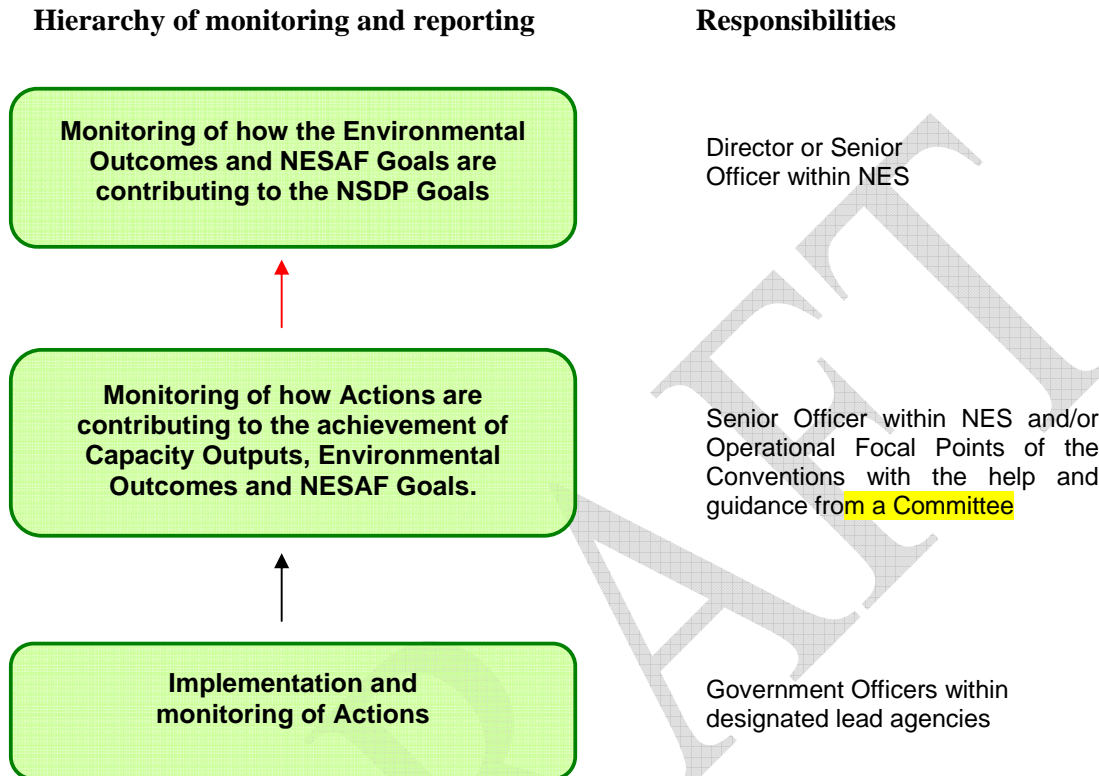 Hierarchy of monitoring and reporting
Responsibilities
Monitoring of how the Environmental
Outcomes and NESAF Goals are
contributing to the NSDP Goals
Director or Senior
Officer within NES
Monitoring of how Actions are
contributing to the achievement of
Capacity Outputs, Environmental
Outcomes and NESAF Goals.
Senior Officer within NES and/or
Operational Focal Points of the
Conventions with the help and
guidance from a Committee
Implementation and
monitoring of Actions
Government Officers within
designated lead agencies
RAFT